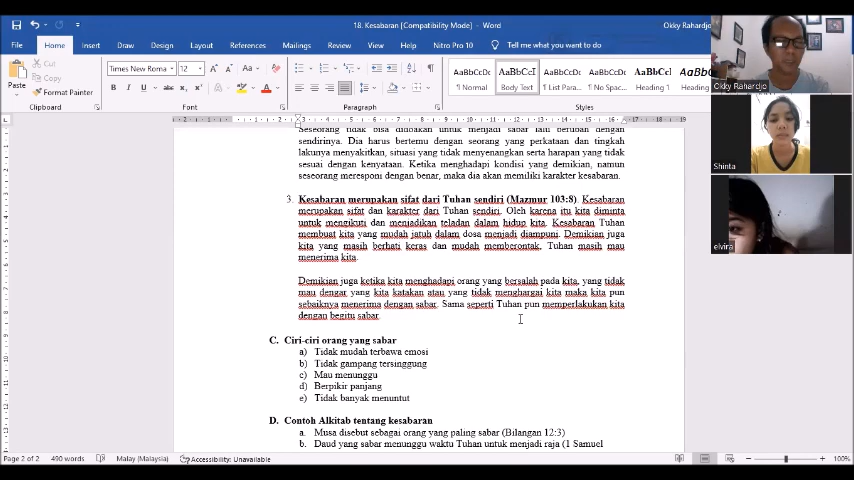 18. Kesabaran [Compatibility Mode] - Word
Okky Rahardjo
File Home Insert Draw Design Layout References Mailings Review View Help Nitro Pro 10 Tell me what you want to do
Paste
Cut
Copy
Format Painter
Times New Roma 12
AaBbCcDc AaBbCcI AaBbCcDc AaBbCcDc AaBbCcI AaBbC
¶ Normal Body Text ¶ List Para... ¶ No Spac... Heading 1 Heading 2
Clipboard Font Paragraph Styles
Seseorang tidak bisa didoakan untuk menjadi sabar lalu berubah dengan
sendirinya. Dia harus bertemu dengan seorang yang perkataan dan tingkah
lakunya menyakitkan, situasi yang tidak menyenangkan serta harapan yang tidak
sesuai dengan kenyataan. Ketika menghadapi kondisi yang demikian, namun
seseorang meresponi dengan benar, maka dia akan memiliki karakter kesabaran.
3. Kesabaran merupakan sifat dari Tuhan sendiri (Mazmur 103:8). Kesabaran
merupakan sifat dan karakter dari Tuhan sendiri. Oleh karena itu kita diminta
untuk mengikuti dan menjadikan teladan dalam hidup kita. Kesabaran Tuhan
membuat kita yang mudah jatuh dalam dosa menjadi diampuni. Demikian juga
kita yang masih berhati keras dan mudah memberontak, Tuhan masih mau
menerima kita.
Demikian juga ketika kita menghadapi orang yang bersalah pada kita, yang tidak
mau dengar yang kita katakan atau yang tidak menghargai kita maka kita pun
sebaiknya menerima dengan sabar. Sama seperti Tuhan pun memperlakukan kita
dengan begitu sabar.
C. Ciri-ciri orang yang sabar
a) Tidak mudah terbawa emosi
b) Tidak gampang tersinggung
c) Mau menunggu
d) Berpikir panjang
e) Tidak banyak menuntut
D. Contoh Alkitab tentang kesabaran
a. Musa disebut sebagai orang yang paling sabar (Bilangan 12:3)
b. Daud yang sabar menunggu waktu Tuhan untuk menjadi raja (1 Samuel
Page 2 of 2 490 words Malay (Malaysia) Accessibility: Unavailable 100%
Okky Rahardjo
Shinta
elvira